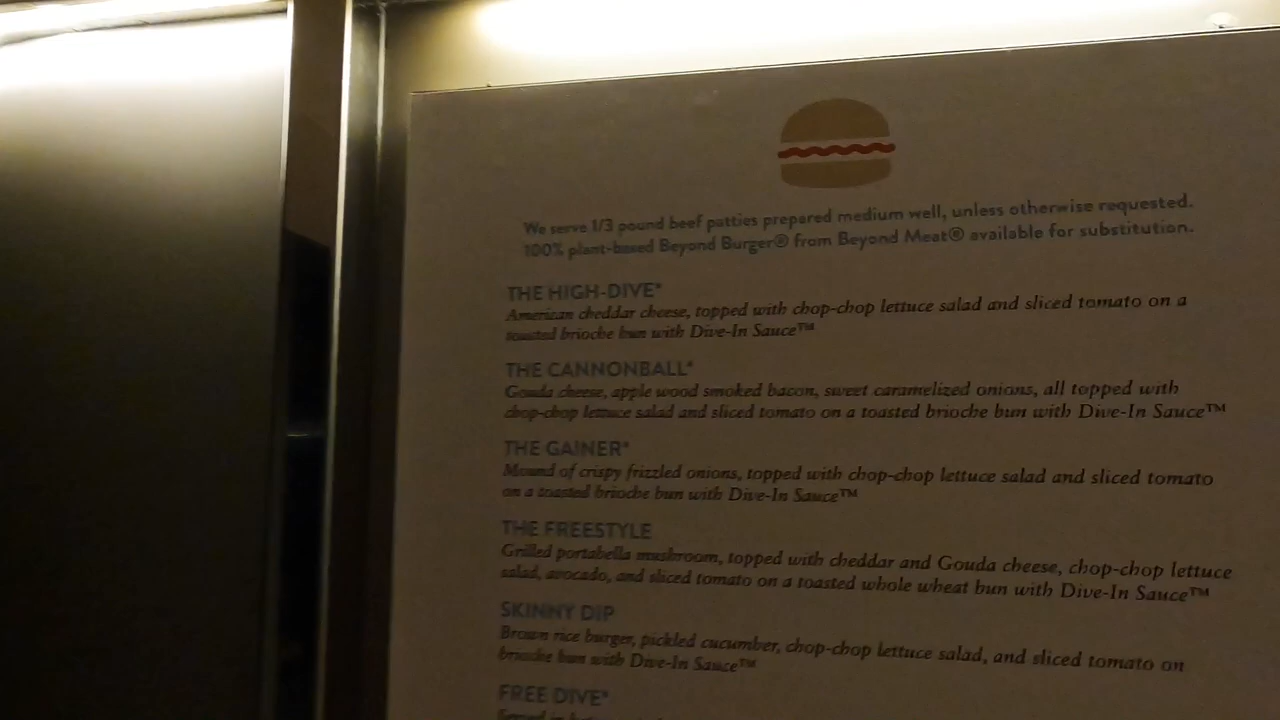 We serve 1/3 pound beef patties prepared medium well, unless otherwise requested.
100% plant-based Beyond Burger® from Beyond Meat® available for substitution.
THE HIGH-DIVE*
American cheddar cheese, topped with chop-chop lettuce salad and sliced tomato on a
toasted brioche bun with Dive-In Sauce™
THE CANNONBALL*
Gouda cheese, apple wood smoked bacon, sweet caramelized onions, all topped with
chop-chop lettuce salad and sliced tomato on a toasted brioche bun with Dive-In Sauce™
THE GAINER*
Mound of crispy frizzled onions, topped with chop-chop lettuce salad and sliced tomato
on a toasted brioche bun with Dive-In Sauce™
THE FREESTYLE
Grilled portabella mushroom, topped with cheddar and Gouda cheese, chop-chop lettuce
salad, avocado, and sliced tomato on a toasted whole wheat bun with Dive-In Sauce™
SKINNY DIP
Brown rice burger, pickled cucumber, chop-chop lettuce salad, and sliced tomato on
brioche bun with Dive-In Sauce™
FREE DIVE*